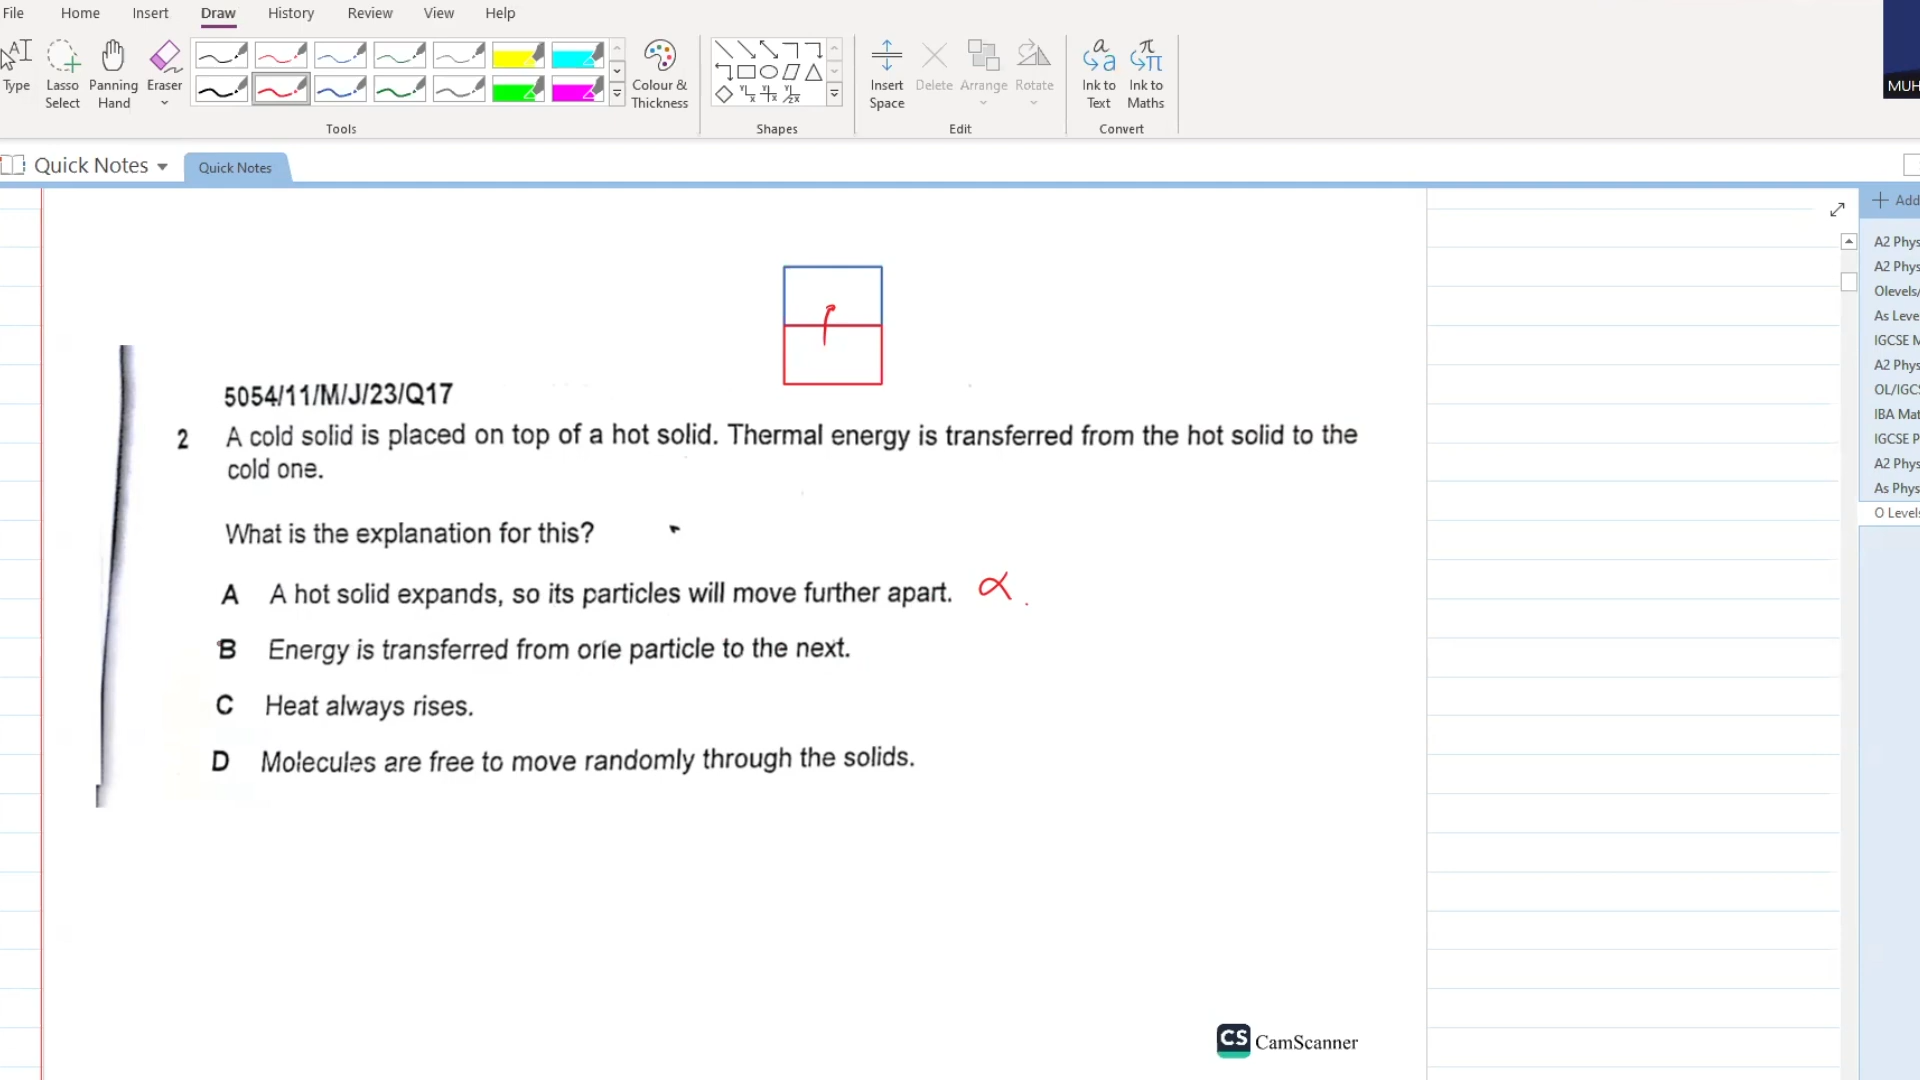 File Home Insert Draw History Review View Help
Type
Lasso Select
Panning Hand
Eraser
Colour & Thickness
Insert Space
Delete
Arrange
Rotate
Ink to Text
Ink to Maths
Tools Shapes Edit Convert
MUH
Quick Notes Quick Notes
Add
A2 Phys
A2 Phys
Olevels/
As Leve
IGCSE M
A2 Phys
OL/IGCS
IBA Mat
IGCSE P
A2 Phys
As Phys
O Levels
5054/11/M/J/23/Q17
2 A cold solid is placed on top of a hot solid. Thermal energy is transferred from the hot solid to the
cold one.
What is the explanation for this?
A A hot solid expands, so its particles will move further apart.
B Energy is transferred from one particle to the next.
C Heat always rises.
D Molecules are free to move randomly through the solids.
CS CamScanner